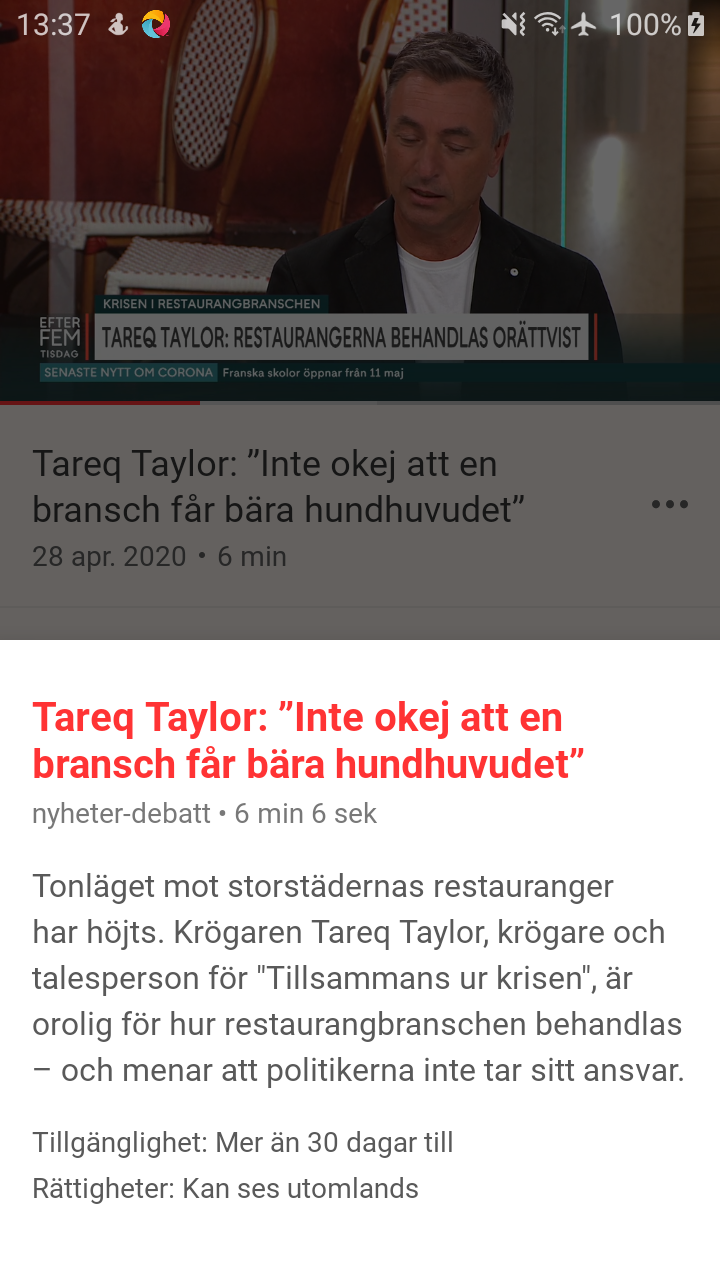 13:37
100%
KRISEN I RESTAURANGBRANSCHEN
EFTER
FEM
TISDAG
TAREQ TAYLOR: RESTAURANGERNA BEHANDLAS ORÄTTVIST
SENASTE NYTT OM CORONA Franska skolor öppnar från 11 maj
Tareq Taylor: ”Inte okej att en
bransch får bära hundhuvudet”
28 apr. 2020 • 6 min
Tareq Taylor: ”Inte okej att en
bransch får bära hundhuvudet”
nyheter-debatt • 6 min 6 sek
Tonläget mot storstädernas restauranger
har höjts. Krögaren Tareq Taylor, krögare och
talesperson för "Tillsammans ur krisen", är
orolig för hur restaurangbranschen behandlas
– och menar att politikerna inte tar sitt ansvar.
Tillgänglighet: Mer än 30 dagar till
Rättigheter: Kan ses utomlands